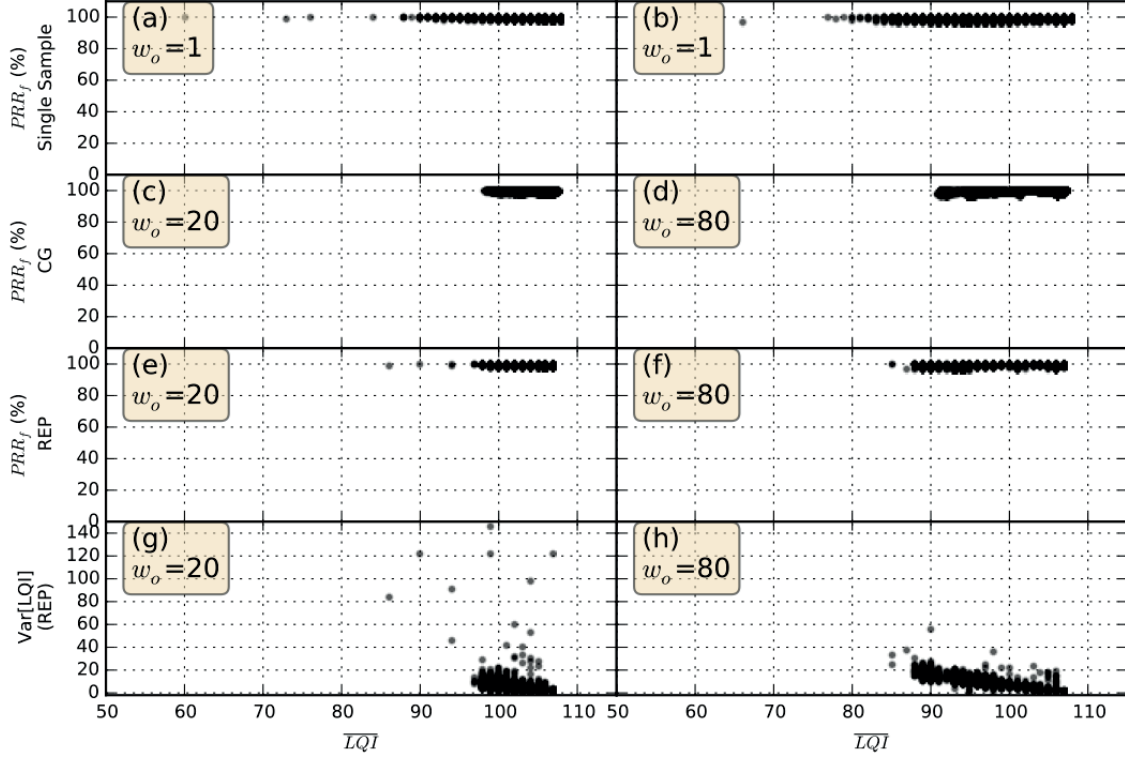 PRR_f (%)
Single Sample
100
80
60
40
20
0
(a)
w_o=1
(b)
w_o=1
PRR_f (%)
CG
100
80
60
40
20
0
(c)
w_o=20
(d)
w_o=80
PRR_f (%)
REP
100
80
60
40
20
0
(e)
w_o=20
(f)
w_o=80
Var[LQI]
(REP)
140
120
100
80
60
40
20
0
(g)
w_o=20
(h)
w_o=80
50 60 70 80 90 100 110 50 60 70 80 90 100 110
LQI LQI